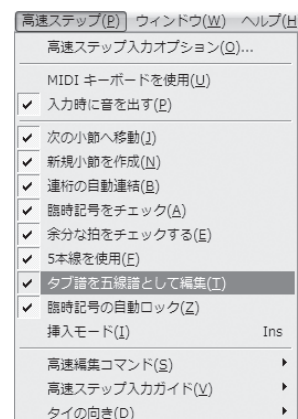 高速ステップ(P) ウィンドウ(W) ヘルプ(H
高速ステップ入力オプション(O)...
MIDI キーボードを使用(U)
入力時に音を出す(P)
次の小節へ移動(J)
新規小節を作成(N)
連桁の自動連結(B)
臨時記号をチェック(A)
余分な拍をチェックする(E)
5本線を使用(F)
タブ譜を五線譜として編集(T)
臨時記号の自動ロック(Z)
挿入モード(I) Ins
高速編集コマンド(S)
高速ステップ入力ガイド(V)
タイの向き(D)